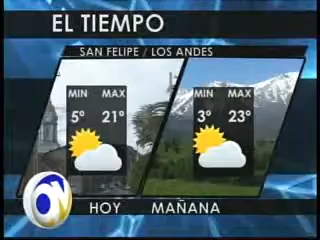 EL TIEMPO
SAN FELIPE / LOS ANDES
MIN MAX
5° 21°
MIN MAX
3° 23°
HOY MAÑANA